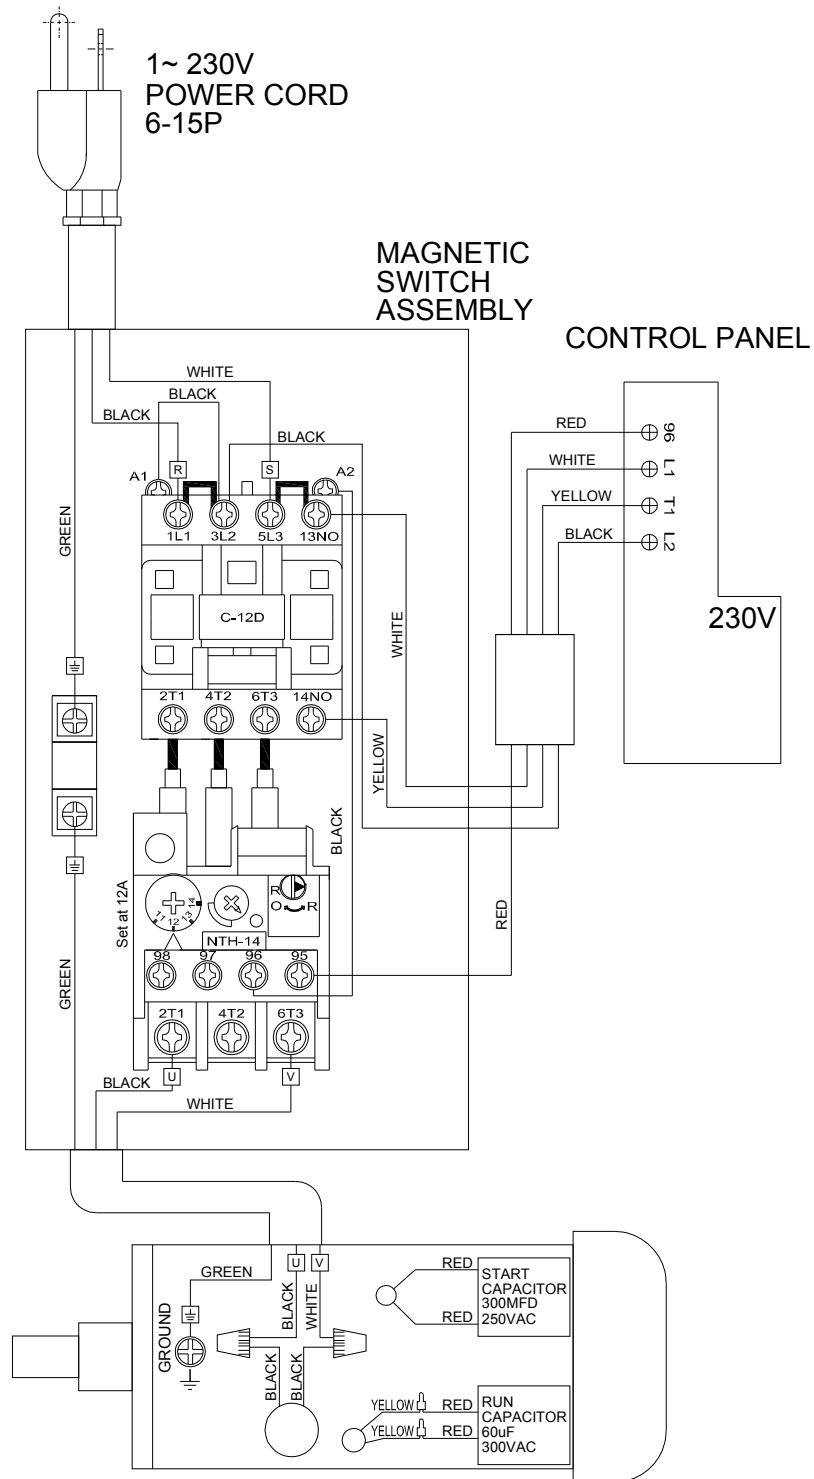 1~ 230V
POWER CORD
6-15P
MAGNETIC
SWITCH
ASSEMBLY
CONTROL PANEL
WHITE
BLACK
BLACK
BLACK
R
S
A1
A2
1L1
3L2
5L3
13NO
RED
WHITE
YELLOW
BLACK
96
L1
T1
L2
230V
GREEN
C-12D
WHITE
2T1
4T2
6T3
14NO
YELLOW
BLACK
RED
Set at 12A
11
12
13
14
R
O
R
NTH-14
98
97
96
95
GREEN
2T1
4T2
6T3
U
V
BLACK
WHITE
U
V
GREEN
GROUND
BLACK
WHITE
BLACK
BLACK
RED
RED
START
CAPACITOR
300MFD
250VAC
YELLOW
RED
YELLOW
RED
RUN
CAPACITOR
60uF
300VAC